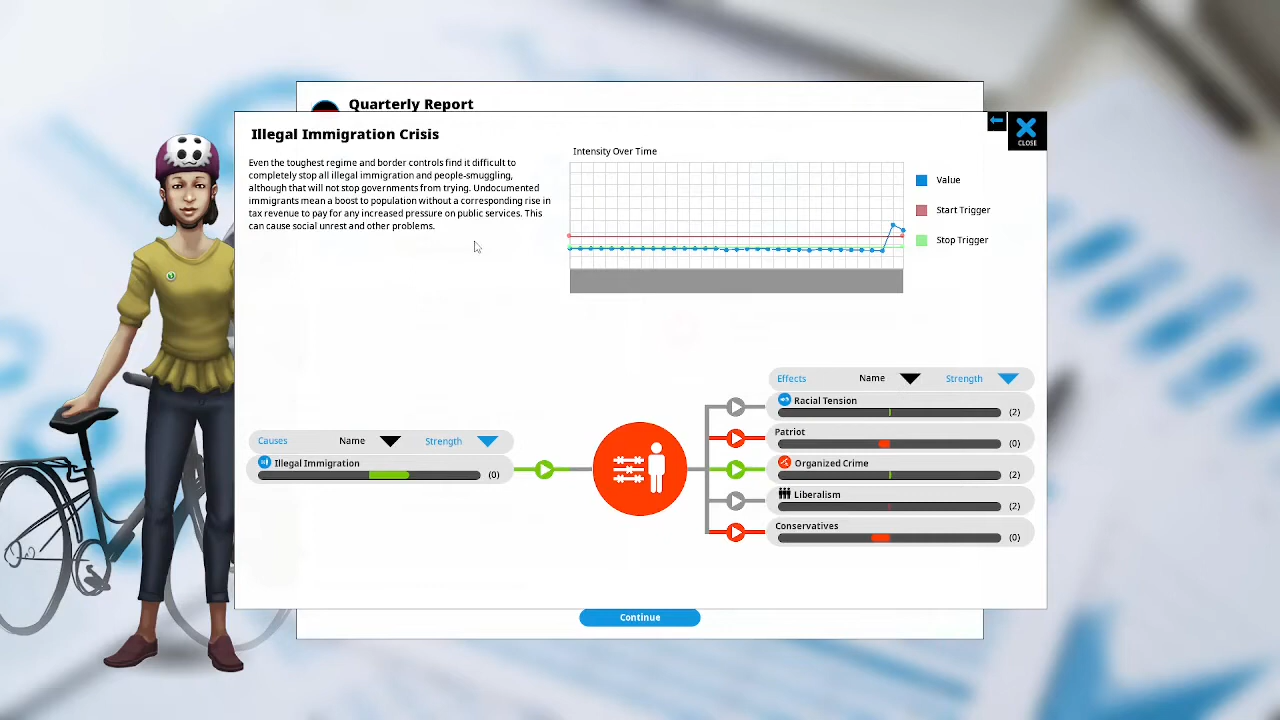 Quarterly Report
Illegal Immigration Crisis
CLOSE
Even the toughest regime and border controls find it difficult to
completely stop all illegal immigration and people-smuggling,
although that will not stop governments from trying. Undocumented
immigrants mean a boost to population without a corresponding rise in
tax revenue to pay for any increased pressure on public services. This
can cause social unrest and other problems.
Intensity Over Time
Value
Start Trigger
Stop Trigger
Causes Name Strength
Illegal Immigration
(0)
Effects Name Strength
Racial Tension
(2)
Patriot
(0)
Organized Crime
(2)
Liberalism
(2)
Conservatives
(0)
Continue